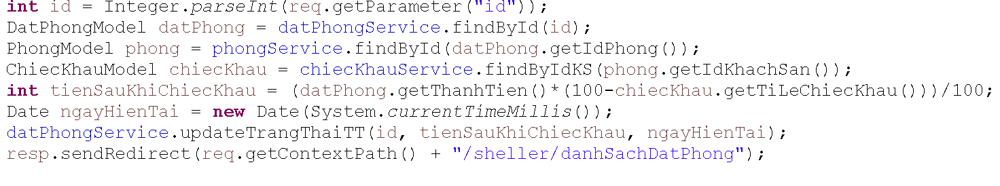 int id = Integer.parseInt(req.getParameter("id"));
DatPhongModel datPhong = datPhongService.findById(id);
PhongModel phong = phongService.findById(datPhong.getIdPhong());
ChiecKhauModel chiecKhau = chiecKhauService.findByIdKS(phong.getIdKhachSan());
int tienSauKhiChiecKhau = (datPhong.getThanhTien()*(100-chiecKhau.getTiLeChiecKhau()))/100;
Date ngayHienTai = new Date(System.currentTimeMillis());
datPhongService.updateTrangThaiTT(id, tienSauKhiChiecKhau, ngayHienTai);
resp.sendRedirect(req.getContextPath() + "/sheller/danhSachDatPhong");